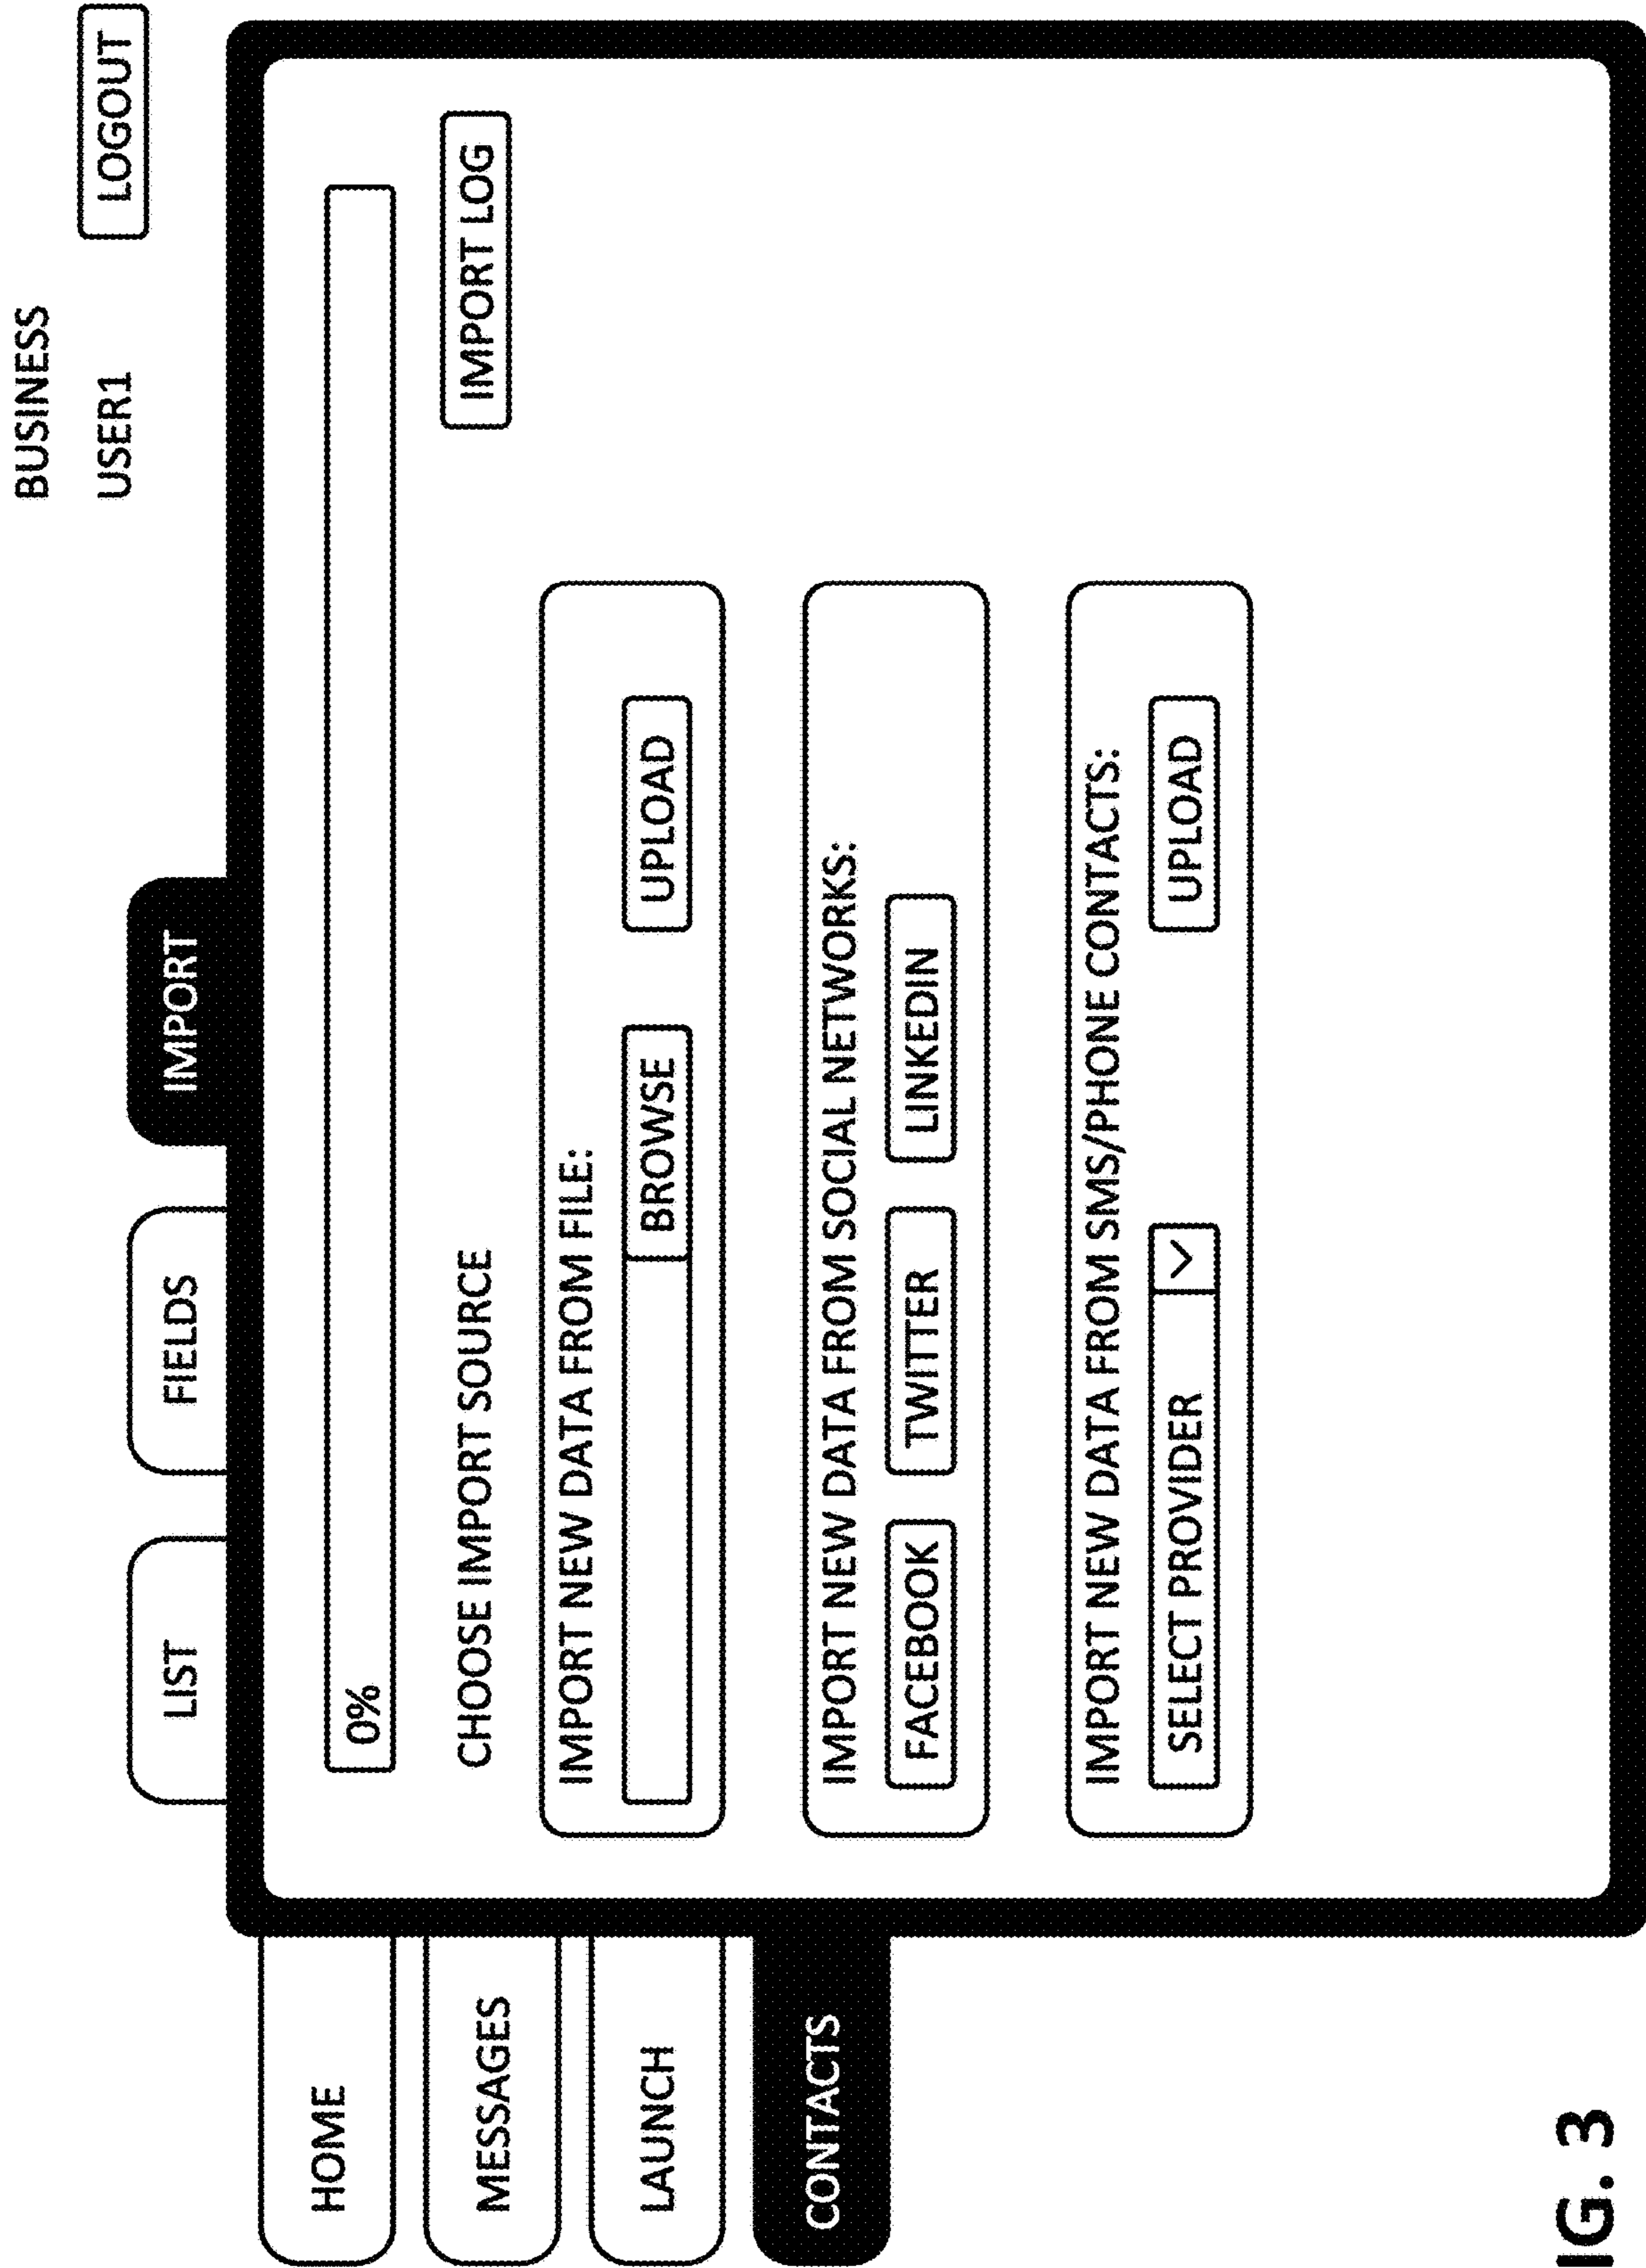 BUSINESS
USER1 LOGOUT
LIST FIELDS IMPORT
HOME
MESSAGES
LAUNCH
CONTACTS
0%
CHOOSE IMPORT SOURCE IMPORT LOG
IMPORT NEW DATA FROM FILE:
BROWSE UPLOAD
IMPORT NEW DATA FROM SOCIAL NETWORKS:
FACEBOOK TWITTER LINKEDIN
IMPORT NEW DATA FROM SMS/PHONE CONTACTS:
SELECT PROVIDER UPLOAD
IG. 3